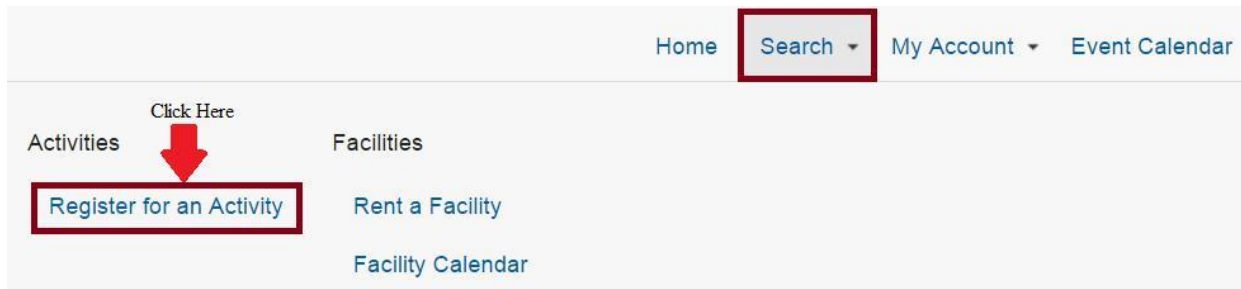 Home Search My Account Event Calendar
Click Here
Activities Facilities
Register for an Activity Rent a Facility
Facility Calendar